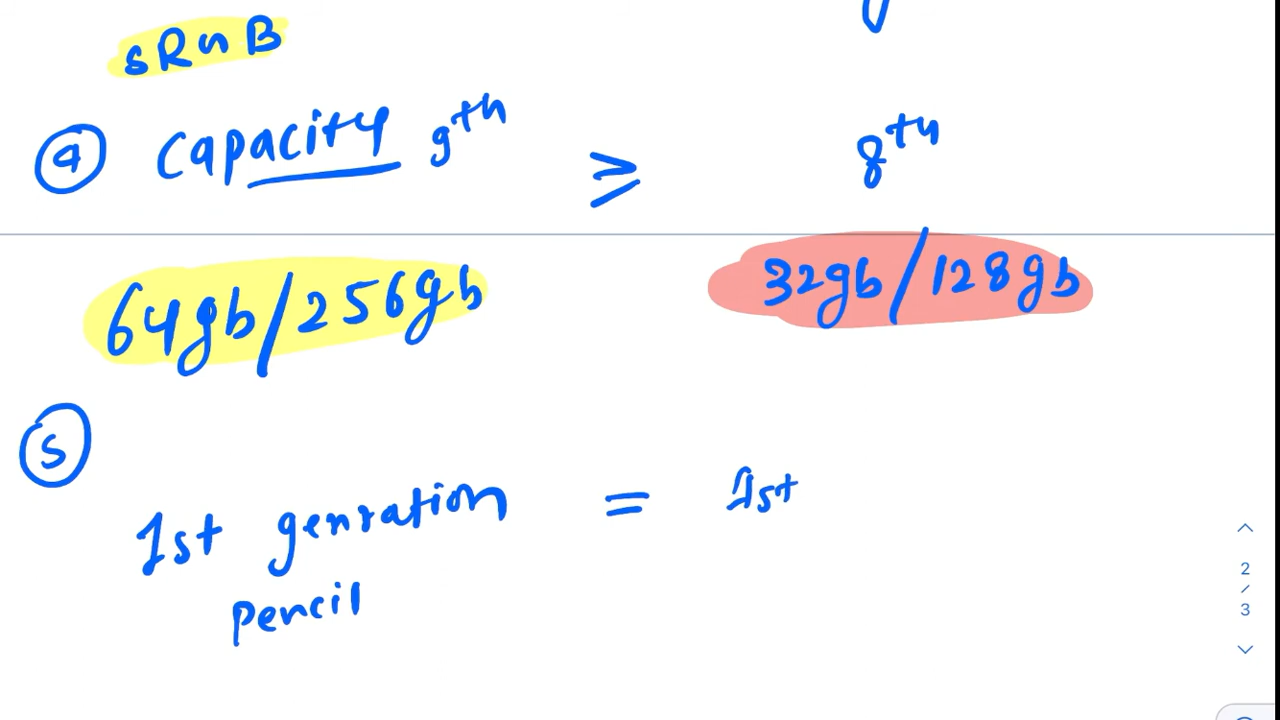 sRnB
④ Capacity 9th ≥ 8th
64gb/256gb 32gb/128gb
⑤
1st genration = 1st
pencil
2
/
3